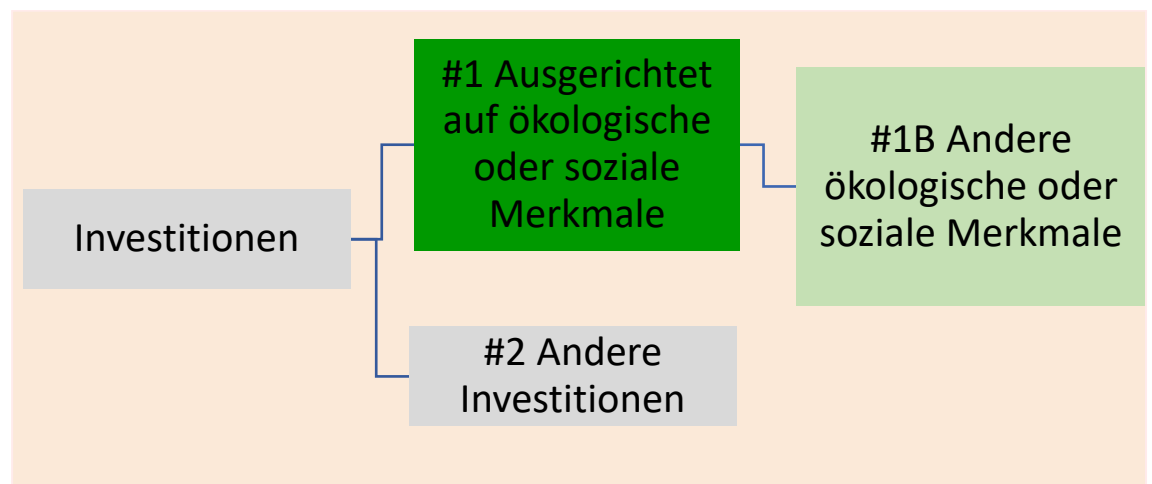 Investitionen
#1 Ausgerichtet
auf ökologische
oder soziale
Merkmale
#1B Andere
ökologische oder
soziale Merkmale
#2 Andere
Investitionen